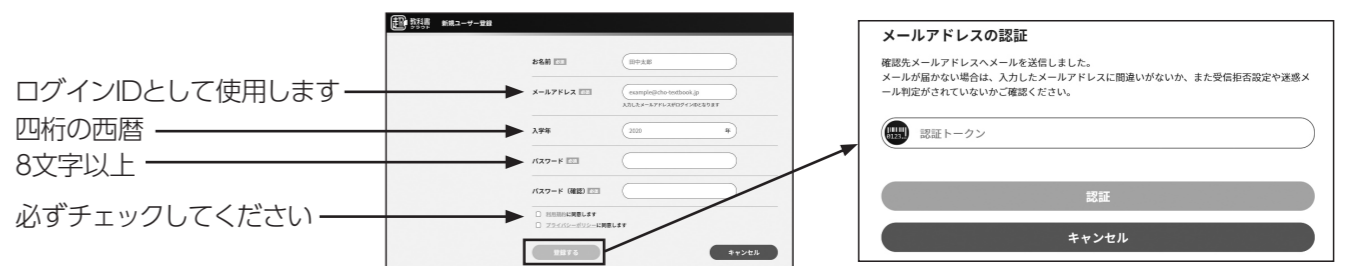 ログインIDとして使用します
四桁の西暦
8文字以上
必ずチェックしてください
超 教科書
クラウド
新規ユーザー登録
お名前 必須
田中太郎
メールアドレス 必須
example@cho-textbook.jp
入力したメールアドレスがログインIDとなります
入学年
2020 年
パスワード 必須
パスワード（確認） 必須
利用規約に同意します
プライバシーポリシーに同意します
登録する
キャンセル
メールアドレスの認証
確認先メールアドレスへメールを送信しました。
メールが届かない場合は、入力したメールアドレスに間違いがないか、また受信拒否設定や迷惑メ
ール判定がされていないかご確認ください。
0123..
認証トークン
認証
キャンセル